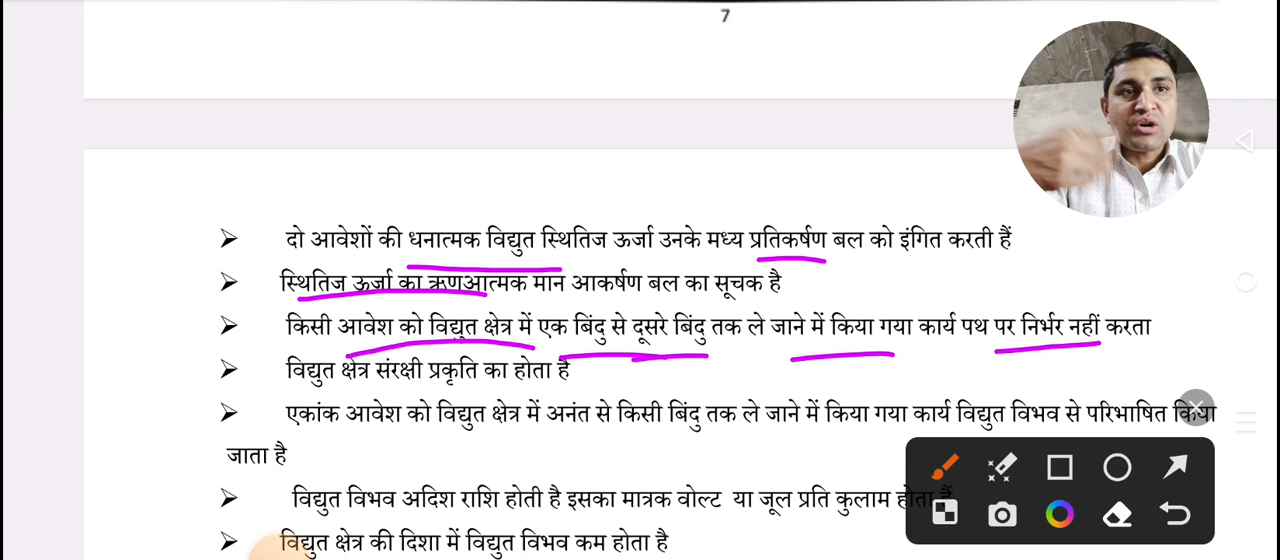 7
➤ दो आवेशों की धनात्मक विद्युत स्थितिज ऊर्जा उनके मध्य प्रतिकर्षण बल को इंगित करती हैं
➤ स्थितिज ऊर्जा का ऋणआत्मक मान आकर्षण बल का सूचक है
➤ किसी आवेश को विद्युत क्षेत्र में एक बिंदु से दूसरे बिंदु तक ले जाने में किया गया कार्य पथ पर निर्भर नहीं करता
➤ विद्युत क्षेत्र संरक्षी प्रकृति का होता है
➤ एकांक आवेश को विद्युत क्षेत्र में अनंत से किसी बिंदु तक ले जाने में किया गया कार्य विद्युत विभव से परिभाषित किया
जाता है
➤ विद्युत विभव अदिश राशि होती है इसका मात्रक वोल्ट या जूल प्रति कुलाम होता हैं
➤ विद्युत क्षेत्र की दिशा में विद्युत विभव कम होता है